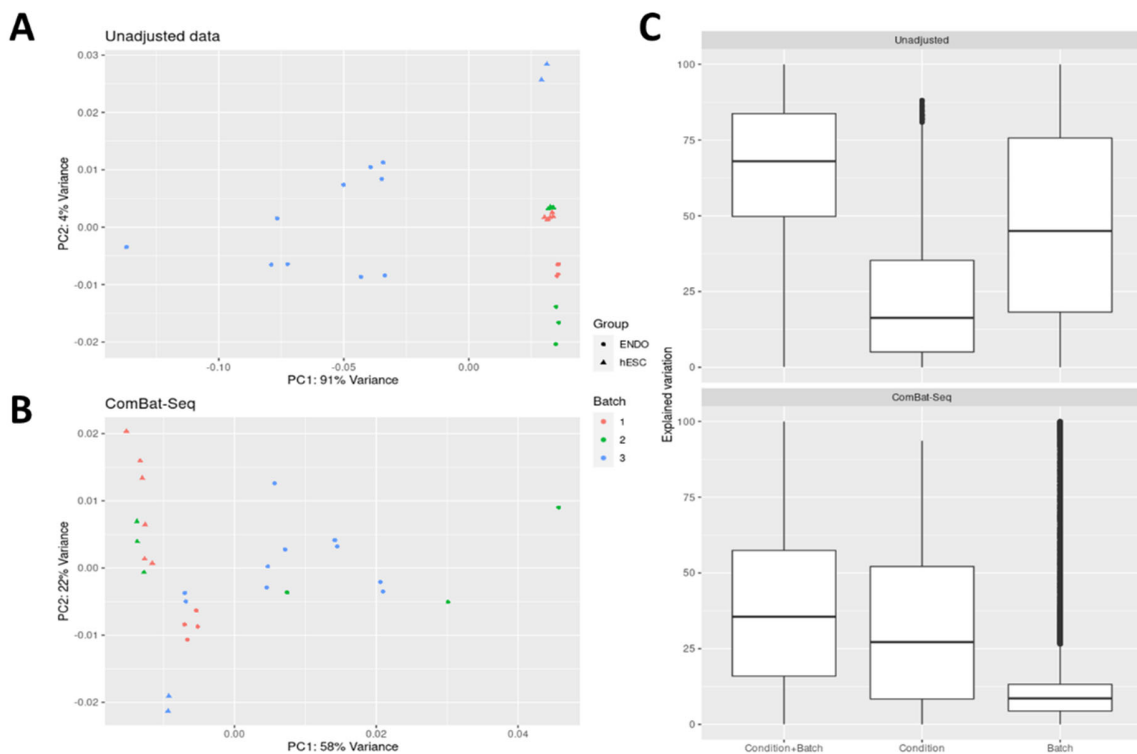 A
Unadjusted data
0.03
0.02
0.01
0.00
-0.01
-0.02
PC2: 4% Variance
-0.10
-0.05
0.00
PC1: 91% Variance
B
ComBat-Seq
0.02
0.01
0.00
-0.01
-0.02
PC2: 22% Variance
0.00
0.02
0.04
PC1: 58% Variance
Group
ENDO
hESC
Batch
1
2
3
C
Unadjusted
100
75
50
25
0
Explained variation
ComBat-Seq
100
75
50
25
0
Condition+Batch
Condition
Batch